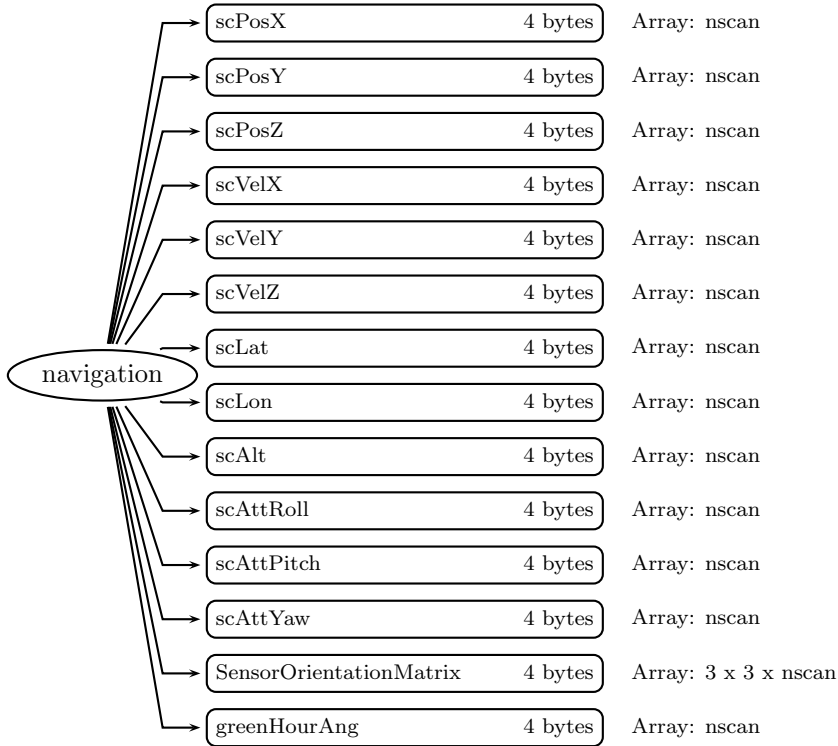 scPosX 4 bytes Array: nscan
scPosY 4 bytes Array: nscan
scPosZ 4 bytes Array: nscan
scVelX 4 bytes Array: nscan
scVelY 4 bytes Array: nscan
scVelZ 4 bytes Array: nscan
scLat 4 bytes Array: nscan
navigation
scLon 4 bytes Array: nscan
scAlt 4 bytes Array: nscan
scAttRoll 4 bytes Array: nscan
scAttPitch 4 bytes Array: nscan
scAttYaw 4 bytes Array: nscan
SensorOrientationMatrix 4 bytes Array: 3 x 3 x nscan
greenHourAng 4 bytes Array: nscan